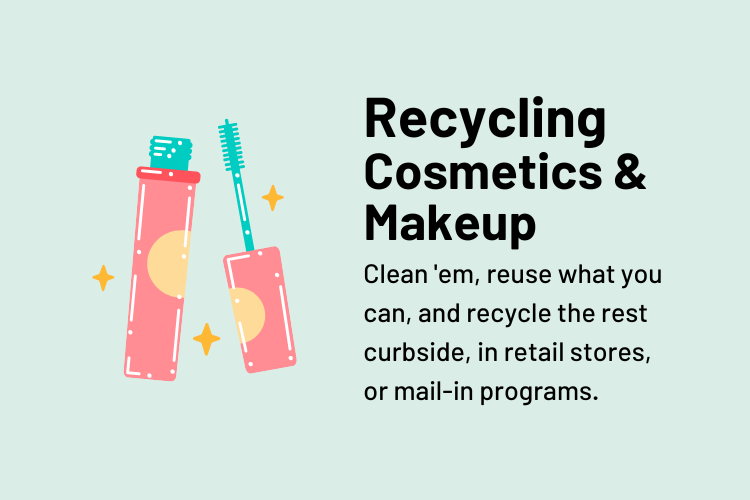 Recycling
Cosmetics &
Makeup
Clean 'em, reuse what you
can, and recycle the rest
curbside, in retail stores,
or mail-in programs.